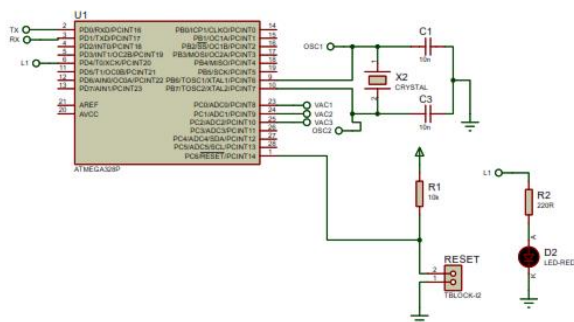 U1
TX
RX
L1
2
3
4
5
6
11
12
13
21
20
PD0/RXD/PCINT16
PD1/TXD/PCINT17
PD2/INT0/PCINT18
PD3/INT1/OC2B/PCINT19
PD4/T0/XCK/PCINT20
PD5/T1/OC0B/PCINT21
PD6/AIN0/OC0A/PCINT22
PD7/AIN1/PCINT23
AREF
AVCC
PB0/ICP1/CLKO/PCINT0
PB1/OC1A/PCINT1
PB2/SS/OC1B/PCINT2
PB3/MOSI/OC2A/PCINT3
PB4/MISO/PCINT4
PB5/SCK/PCINT5
PB6/TOSC1/XTAL1/PCINT6
PB7/TOSC2/XTAL2/PCINT7
PC0/ADC0/PCINT8
PC1/ADC1/PCINT9
PC2/ADC2/PCINT10
PC3/ADC3/PCINT11
PC4/ADC4/SDA/PCINT12
PC5/ADC5/SCL/PCINT13
PC6/RESET/PCINT14
14
15
16
17
18
19
9
10
23
24
25
26
27
28
1
ATMEGA328P
VAC1
VAC2
VAC3
OSC2
OSC1
1
X2
CRYSTAL
2
C1
10n
C3
10n
R1
10k
RESET
2
1
TBLOCK-I2
L1
R2
220R
A
D2
LED-RED
K